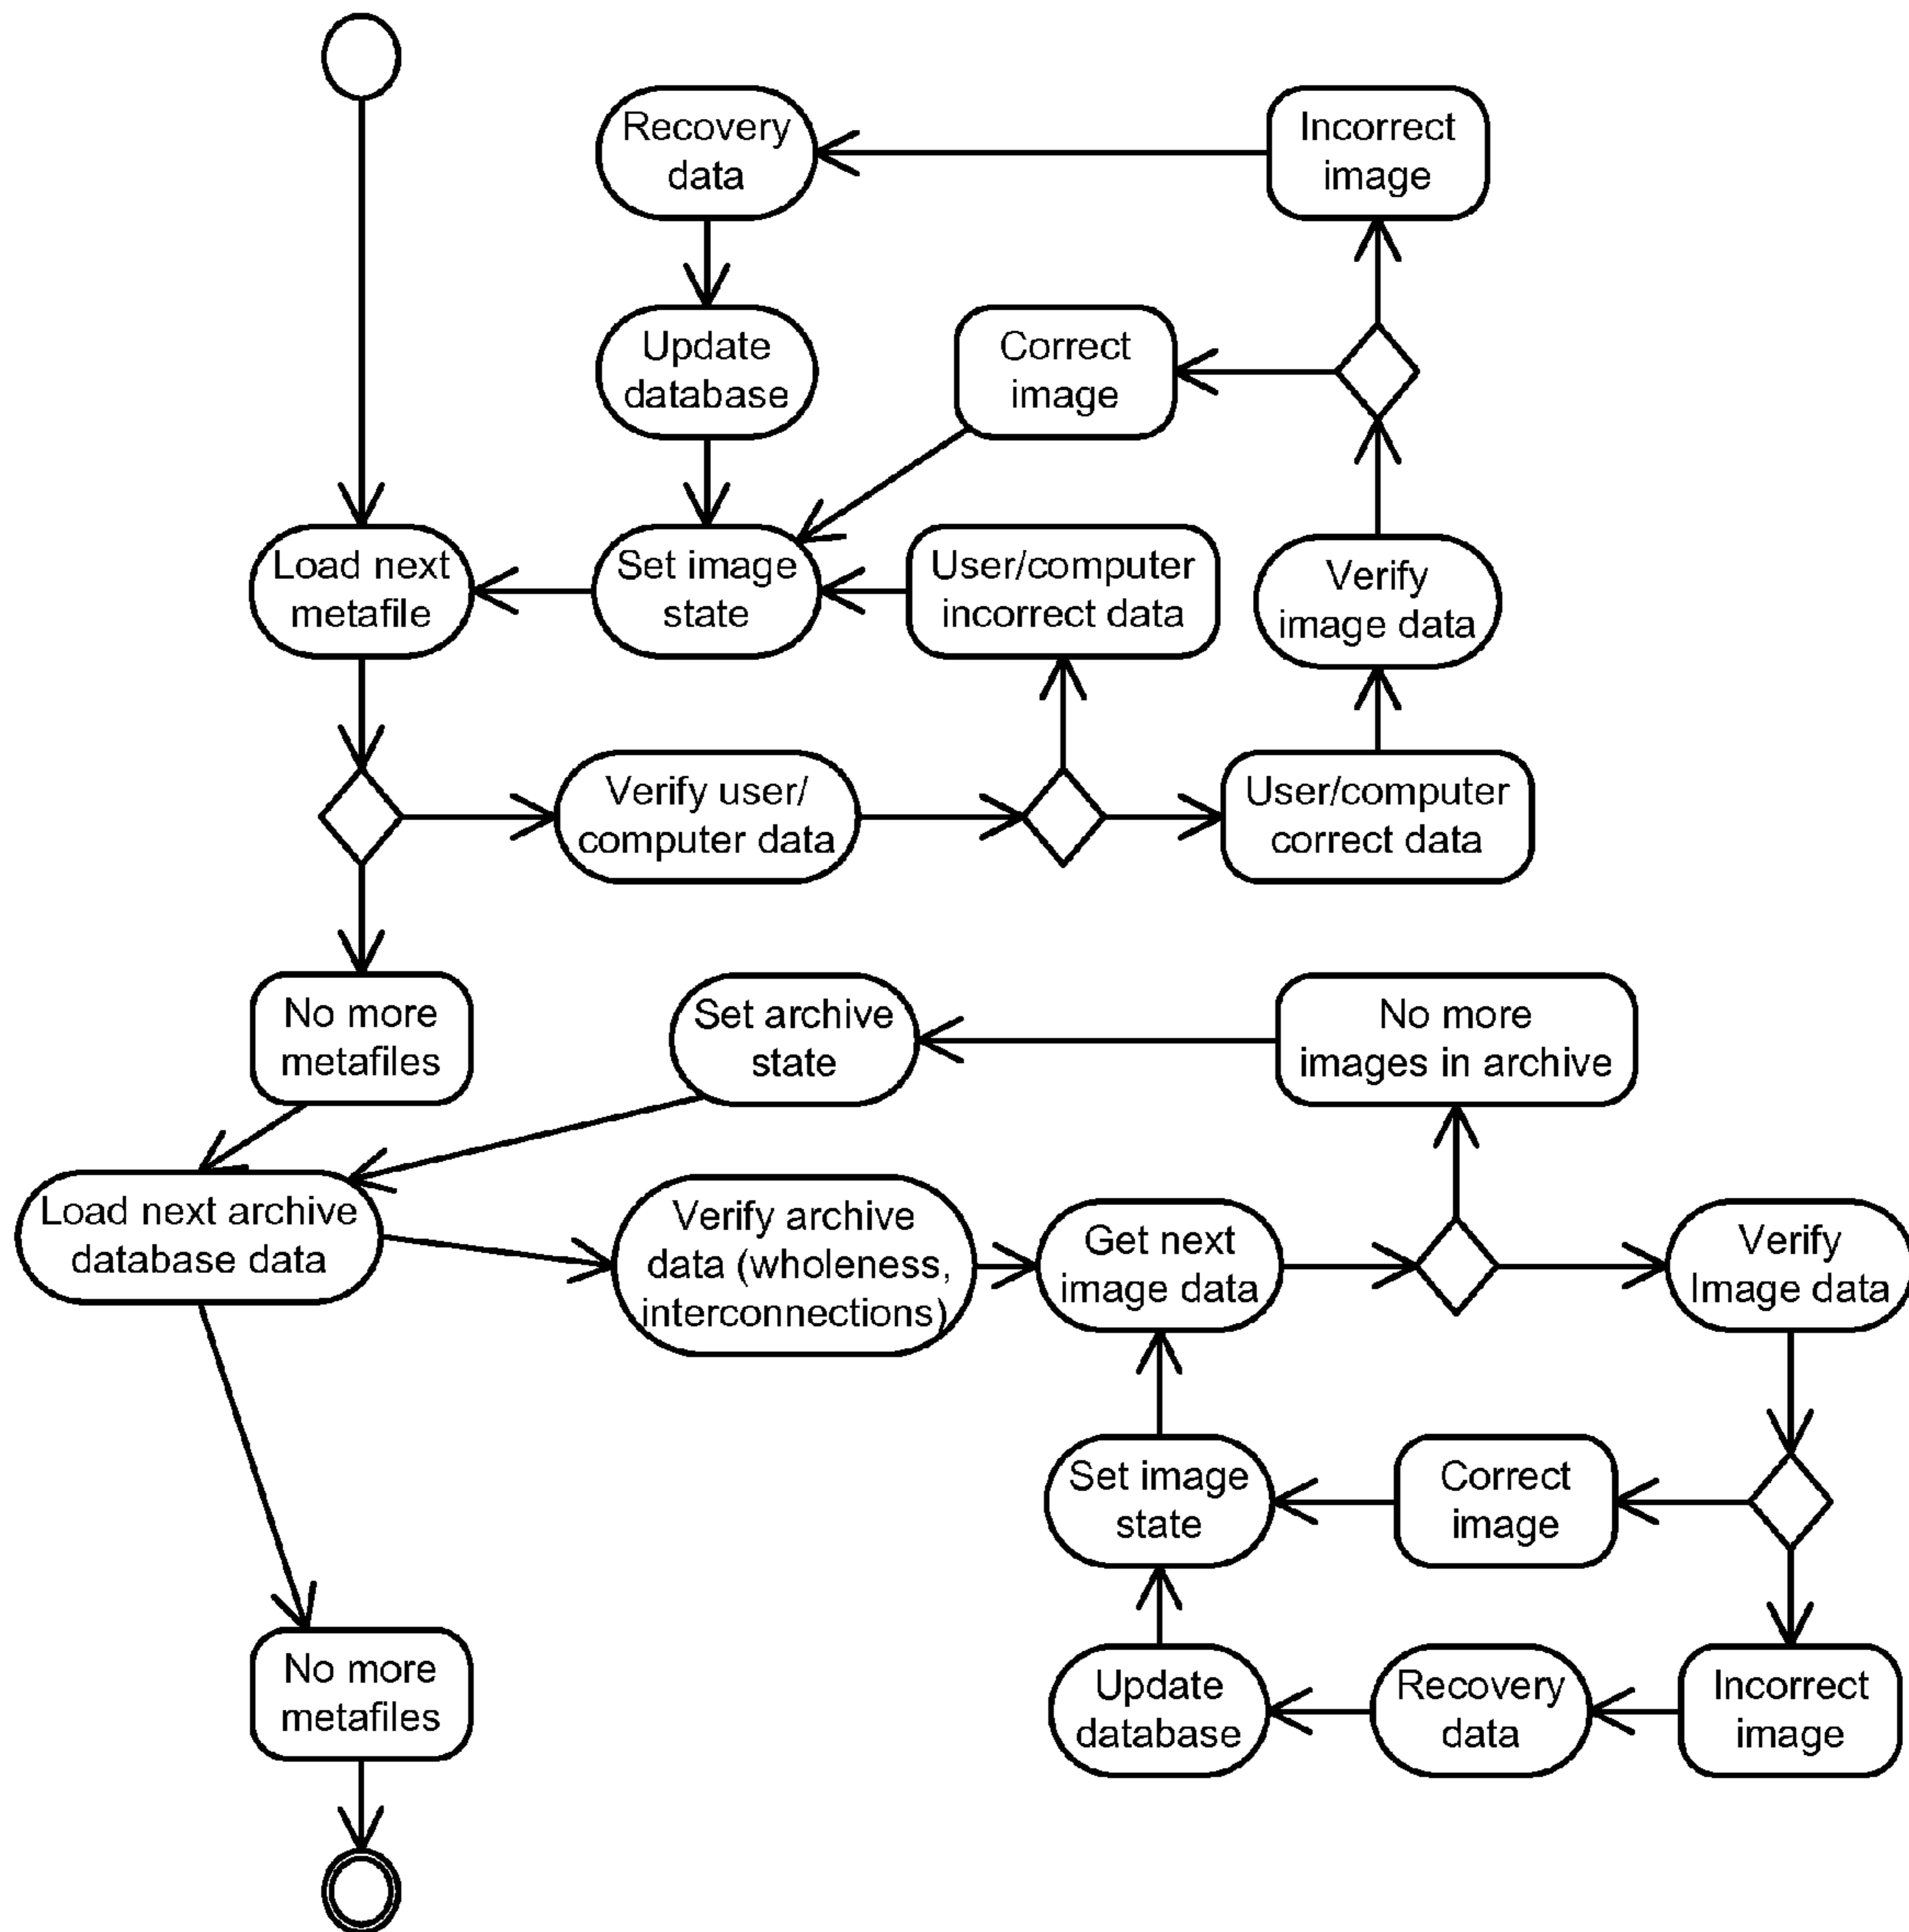 Recovery
data
Incorrect
image
Update
database
Correct
image
Load next
metafile
Set image
state
User/computer
incorrect data
Verify
image data
Verify user/
computer data
User/computer
correct data
No more
metafiles
Set archive
state
No more
images in archive
Load next archive
database data
Verify archive
data (wholeness,
interconnections)
Get next
image data
Verify
Image data
Set image
state
Correct
image
No more
metafiles
Update
database
Recovery
data
Incorrect
image